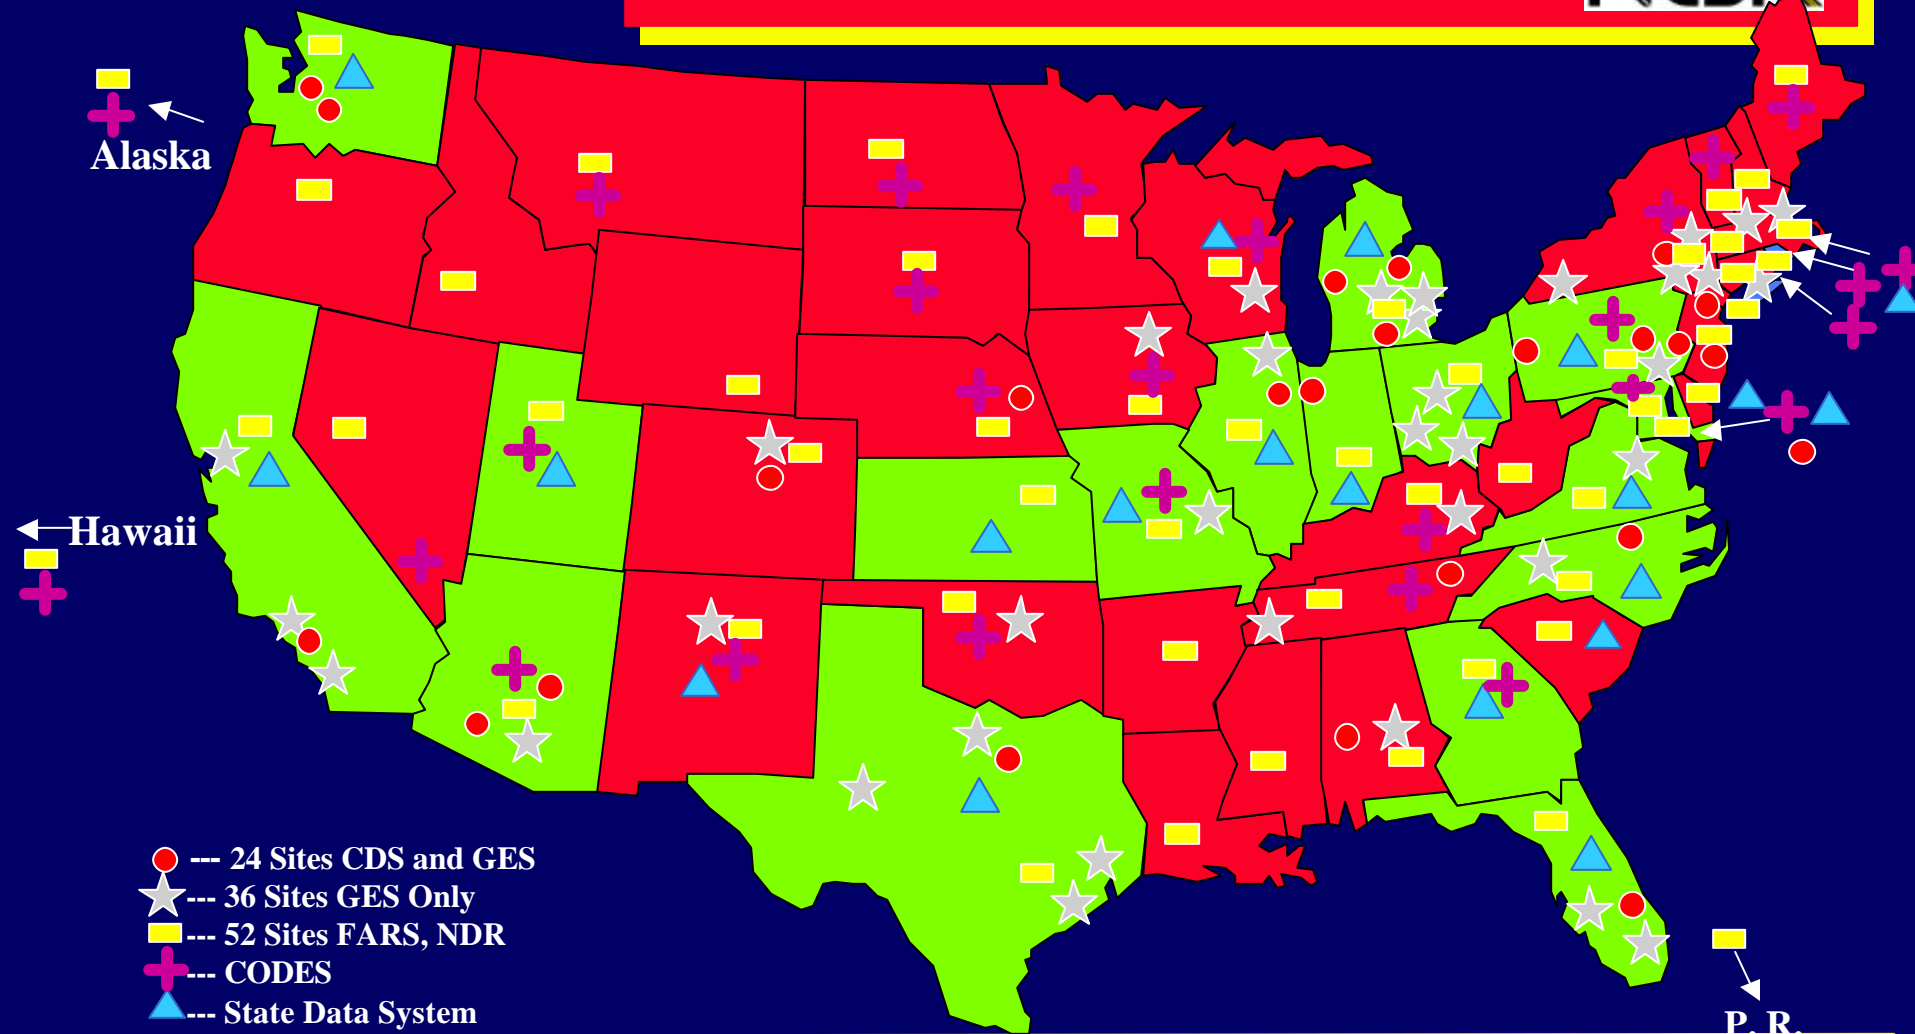 Alaska
Hawaii
--- 24 Sites CDS and GES
--- 36 Sites GES Only
--- 52 Sites FARS, NDR
--- CODES
--- State Data System
P. R.